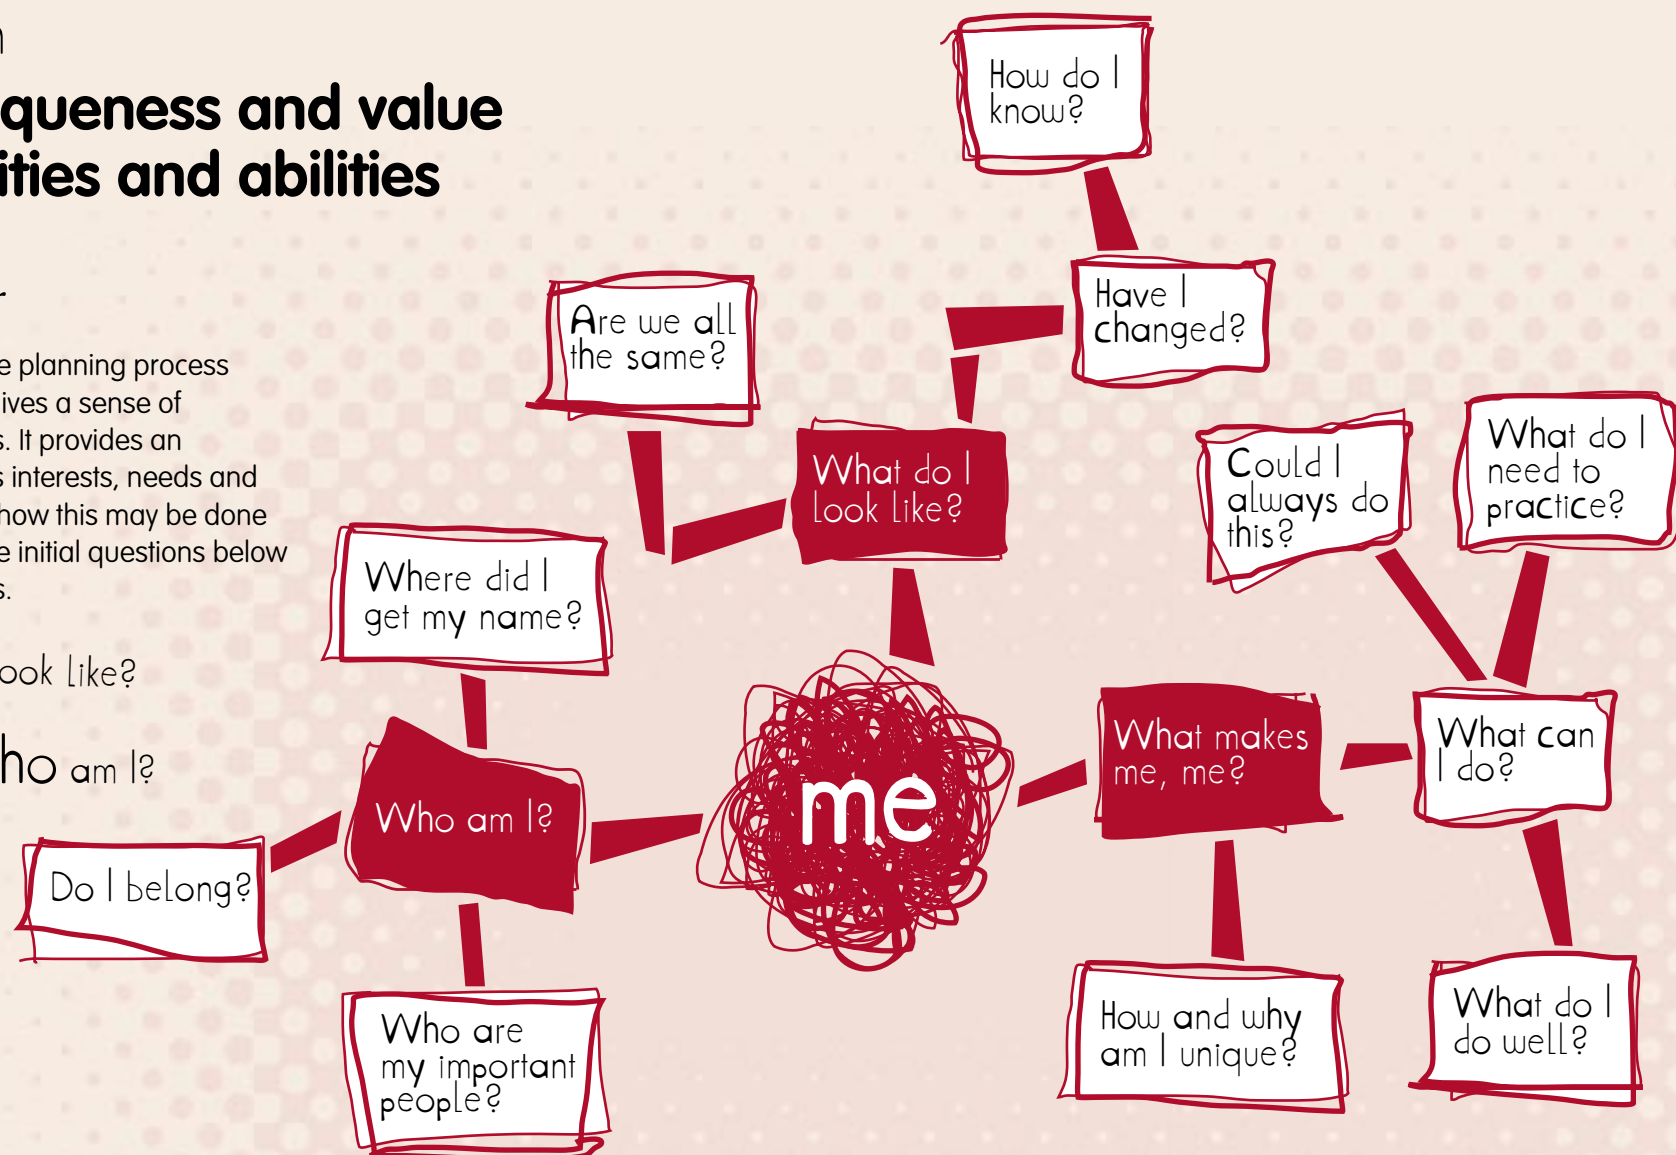 queness and value
ities and abilities
e planning process
ives a sense of
s. It provides an
s interests, needs and
how this may be done
e initial questions below
s.
ook like?
ho am I?
How do I
know?
Have I
changed?
Are we all
the same?
What do I
look like?
Could I
always do
this?
What do I
need to
practice?
Where did I
get my name?
Who am I?
me
What makes
me, me?
What can
I do?
Do I belong?
Who are
my important
people?
How and why
am I unique?
What do I
do well?